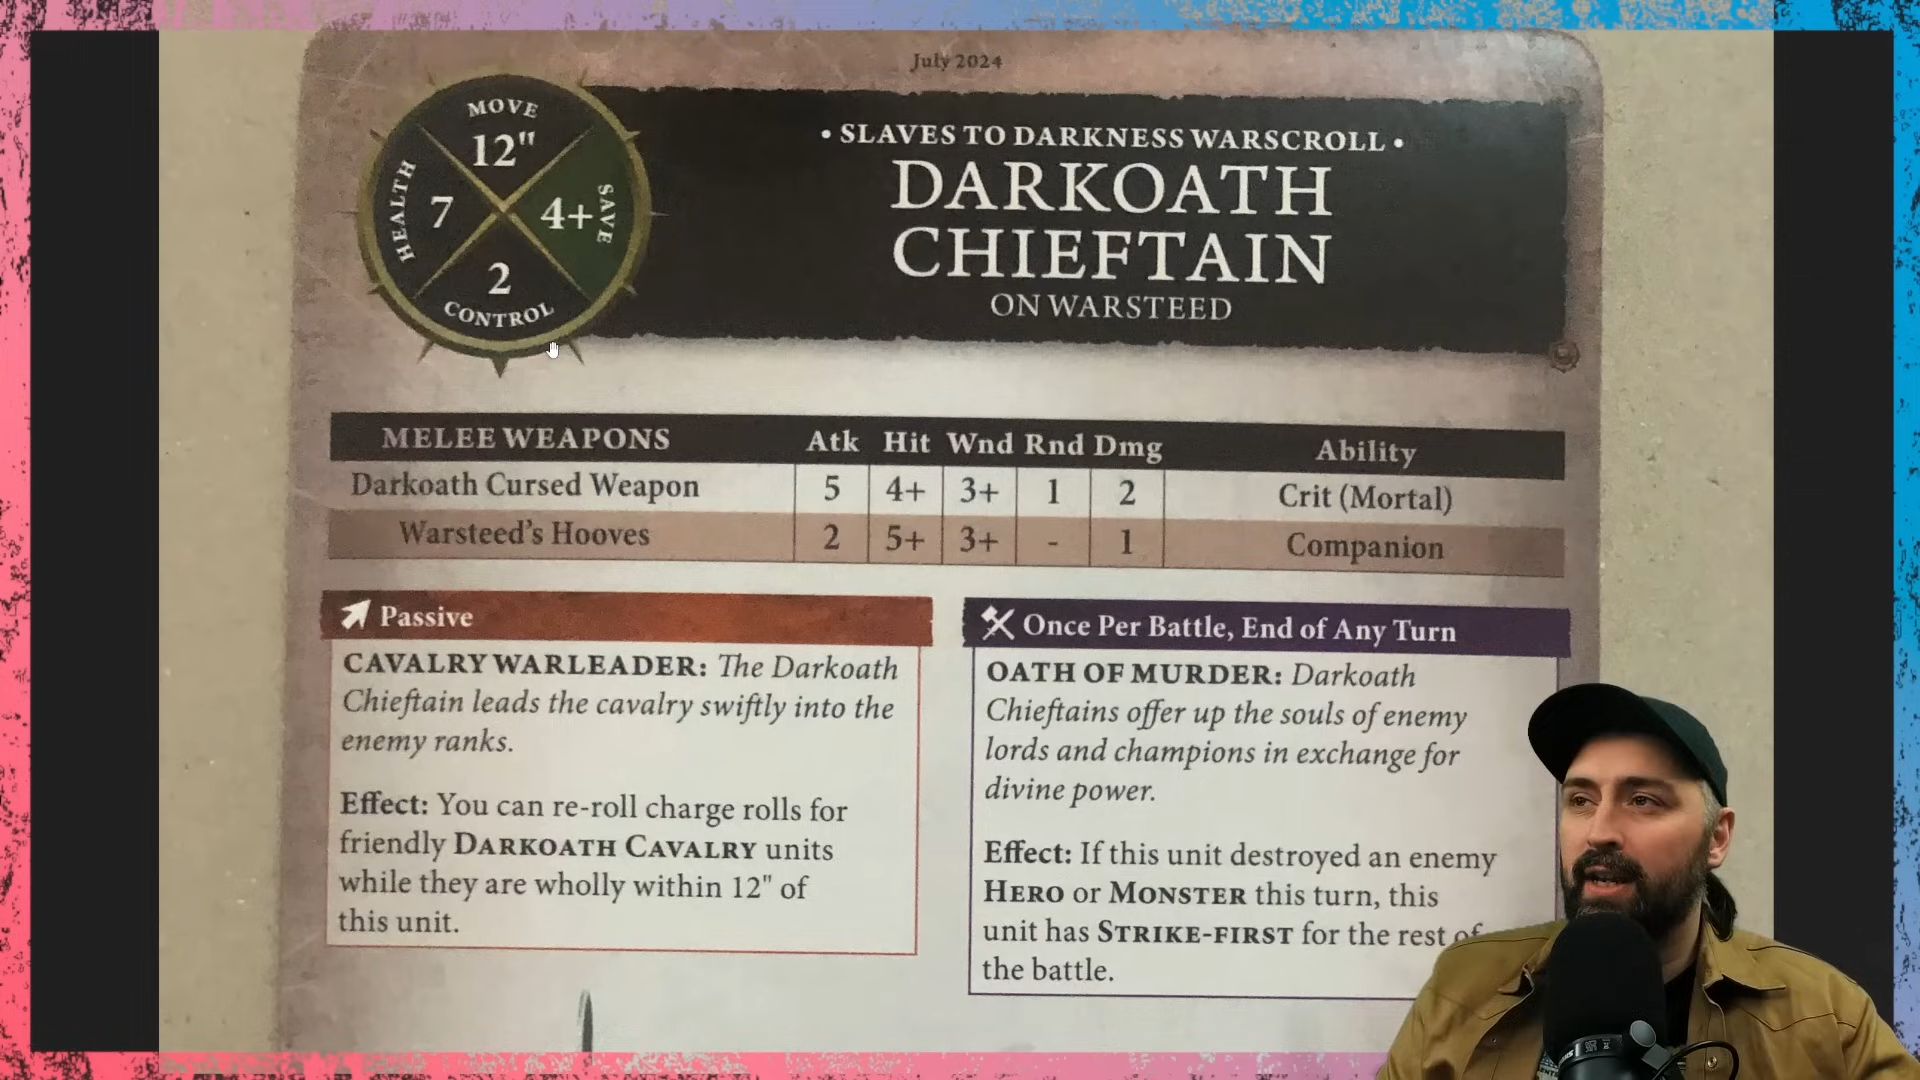 July 2024
MOVE
12"
HEALTH
7
4+
SAVE
2
CONTROL
• SLAVES TO DARKNESS WARSCROLL •
DARKOATH
CHIEFTAIN
ON WARSTEED
MELEE WEAPONS Atk Hit Wnd Rnd Dmg Ability
Darkoath Cursed Weapon 5 4+ 3+ 1 2 Crit (Mortal)
Warsteed's Hooves 2 5+ 3+ - 1 Companion
Passive
CAVALRY WARLEADER: The Darkoath
Chieftain leads the cavalry swiftly into the
enemy ranks.
Effect: You can re-roll charge rolls for
friendly DARKOATH CAVALRY units
while they are wholly within 12" of
this unit.
Once Per Battle, End of Any Turn
OATH OF MURDER: Darkoath
Chieftains offer up the souls of enemy
lords and champions in exchange for
divine power.
Effect: If this unit destroyed an enemy
HERO or MONSTER this turn, this
unit has STRIKE-FIRST for the rest of
the battle.